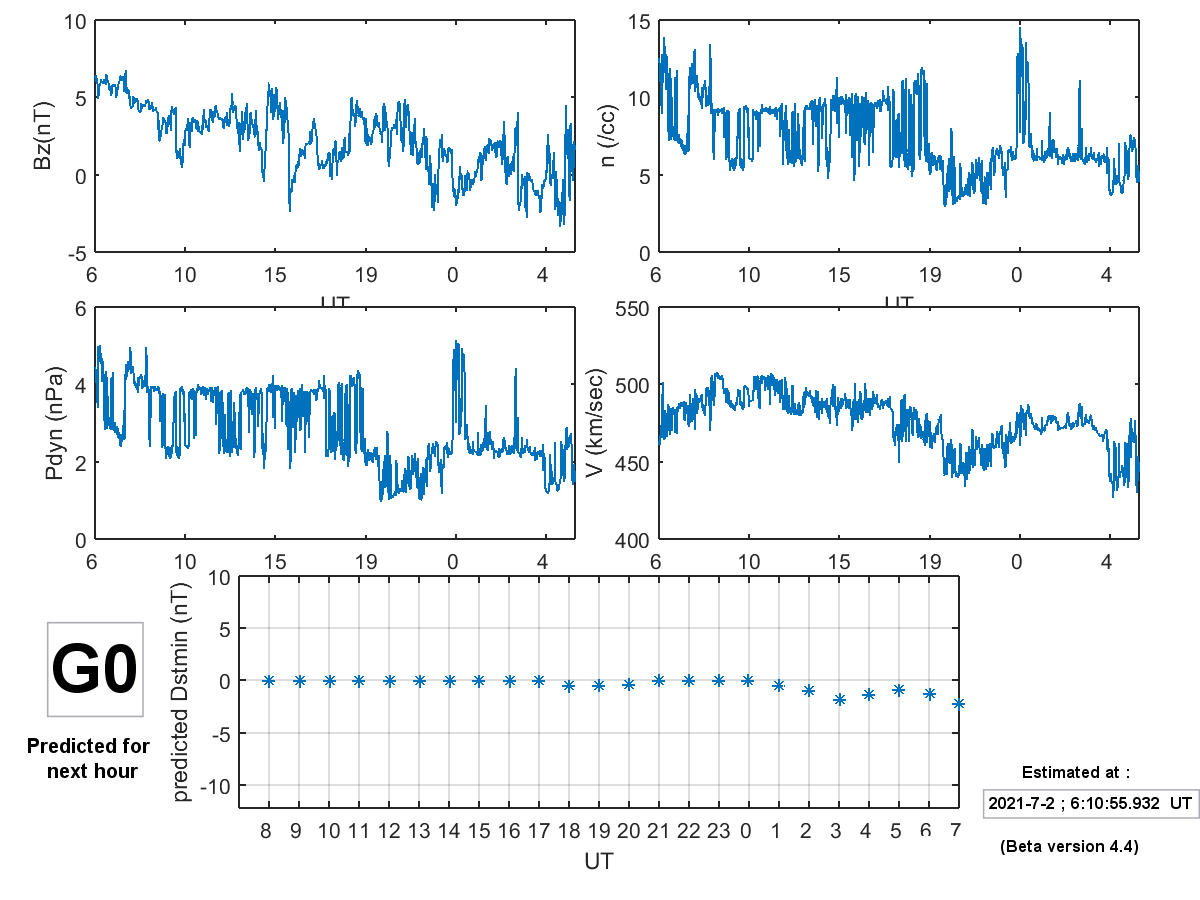 Bz(nT)
10
5
0
-5
6 10 15 19 0 4
UT
n (/cc)
15
10
5
0
6 10 15 19 0 4
UT
Pdyn (nPa)
6
4
2
0
6 10 15 19 0 4
V (km/sec)
550
500
450
400
6 10 15 19 0 4
G0
Predicted for
next hour
predicted Dstmin (nT)
10
5
0
-5
-10
8 9 10 11 12 13 14 15 16 17 18 19 20 21 22 23 0 1 2 3 4 5 6 7
UT
Estimated at :
2021-7-2 ; 6:10:55.932 UT
(Beta version 4.4)